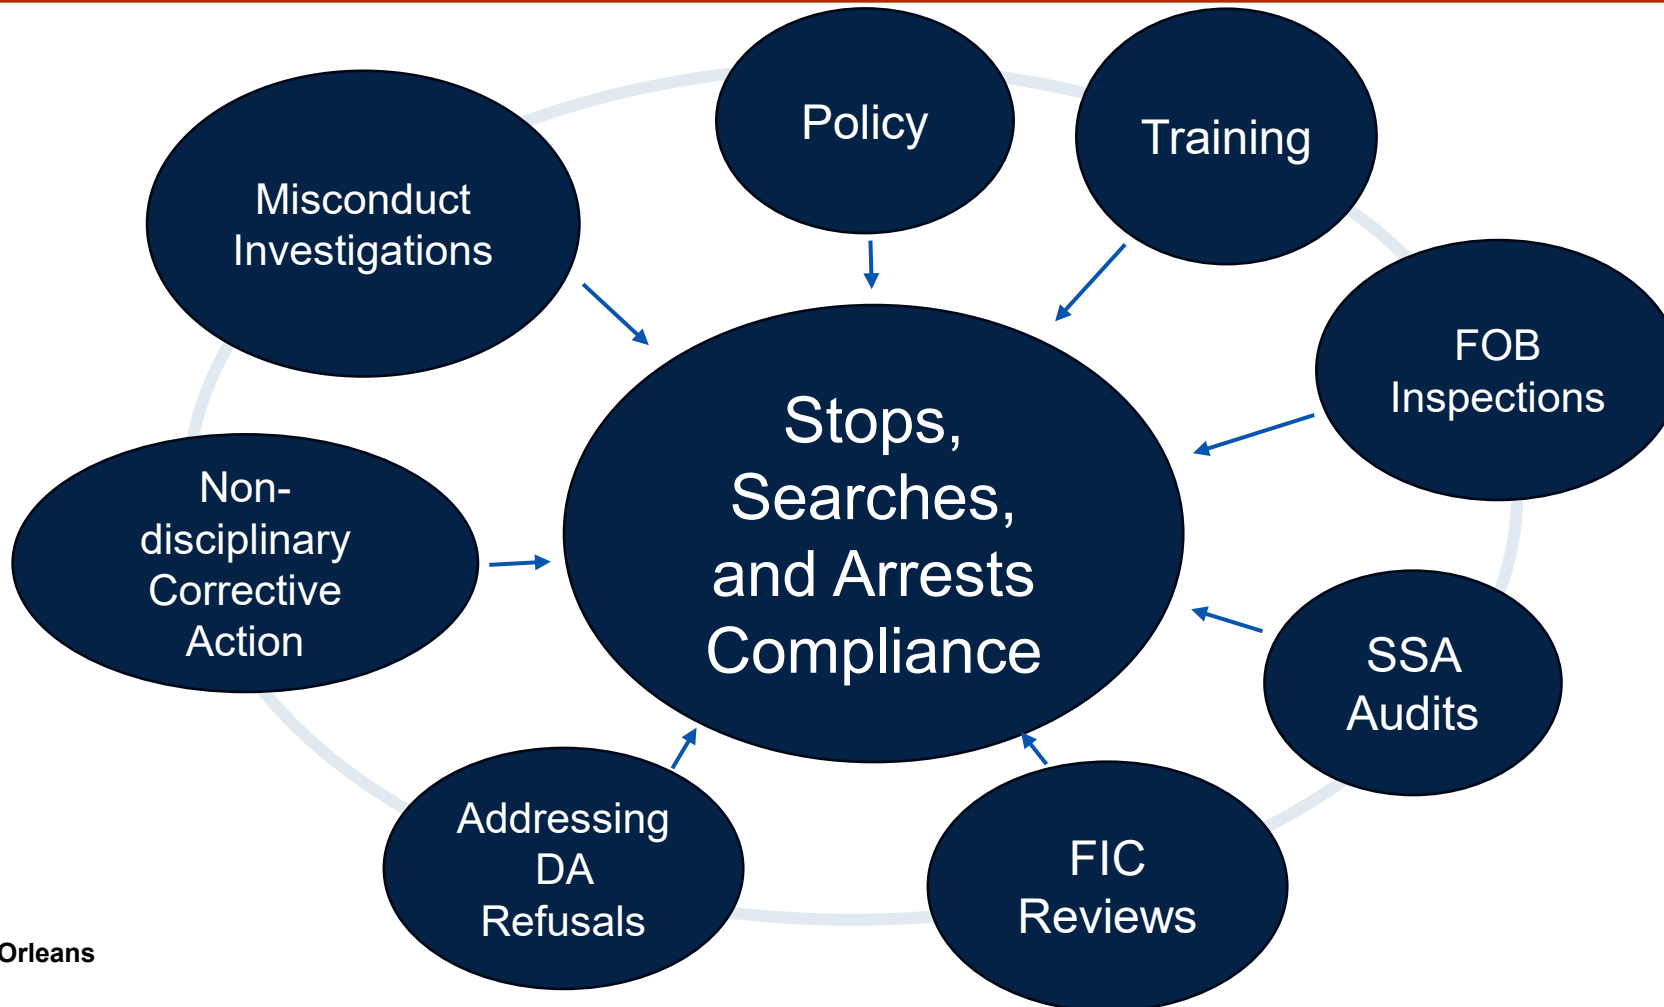 Policy
Training
Misconduct
Investigations
FOB
Inspections
Stops,
Searches,
and Arrests
Compliance
Non-
disciplinary
Corrective
Action
SSA
Audits
Addressing
DA
Refusals
FIC
Reviews
Orleans